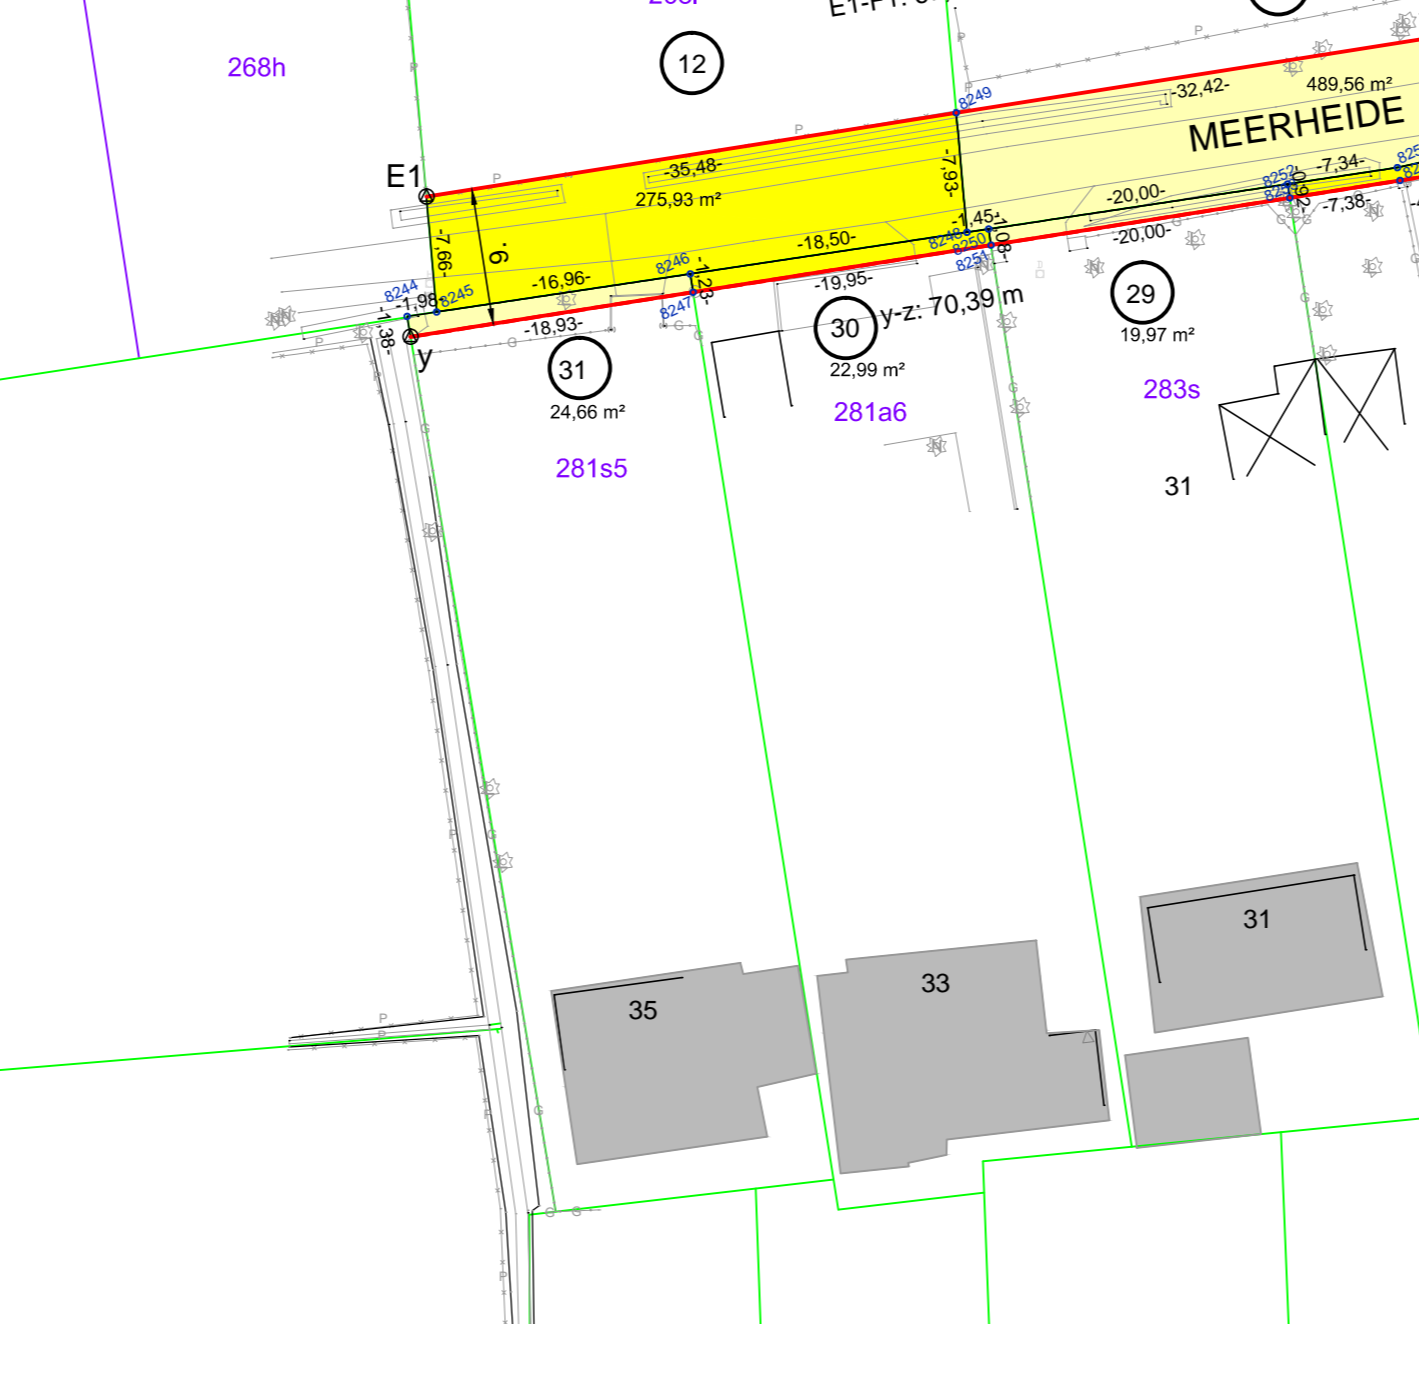 268h
12
-32,42-
489,56 m²
MEERHEIDE
8249
E1
-35,48-
275,93 m²
-7,93-
-7,66-
9.
-7,34-
8252
-20,00-
-7,38-
-1,45-
8248
8250
8251
-1,08-
-20,00-
-18,50-
8246
-1,23-
8247
-16,96-
8244
-1,98-
8245
-1,38-
-18,93-
-19,95-
y
y-z: 70,39 m
31
24,66 m²
281s5
30
22,99 m²
281a6
29
19,97 m²
283s
31
31
33
35